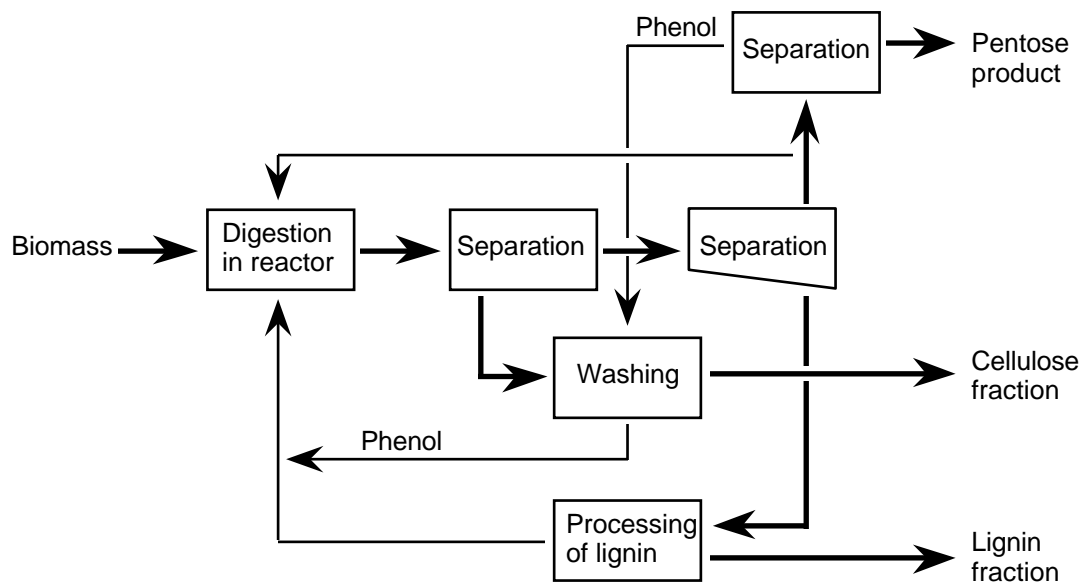 Phenol
Separation
Pentose
product
Biomass
Digestion
in reactor
Separation
Separation
Washing
Cellulose
fraction
Phenol
Processing
of lignin
Lignin
fraction